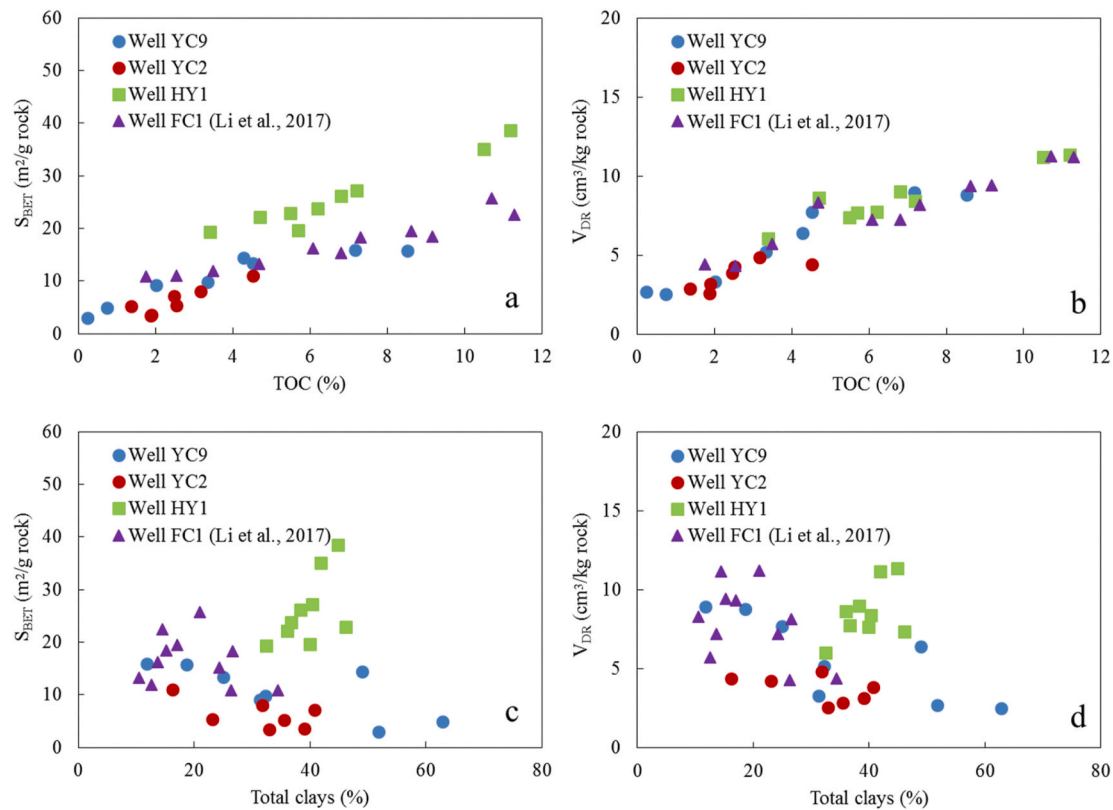 60
50
40
30
20
10
0
S_BET (m²/g rock)
Well YC9
Well YC2
Well HY1
Well FC1 (Li et al., 2017)
a
0 2 4 6 8 10 12
TOC (%)
20
15
10
5
0
V_DR (cm³/kg rock)
Well YC9
Well YC2
Well HY1
Well FC1 (Li et al., 2017)
b
0 2 4 6 8 10 12
TOC (%)
60
50
40
30
20
10
0
S_BET (m²/g rock)
Well YC9
Well YC2
Well HY1
Well FC1 (Li et al., 2017)
c
0 20 40 60 80
Total clays (%)
20
15
10
5
0
V_DR (cm³/kg rock)
Well YC9
Well YC2
Well HY1
Well FC1 (Li et al., 2017)
d
0 20 40 60 80
Total clays (%)